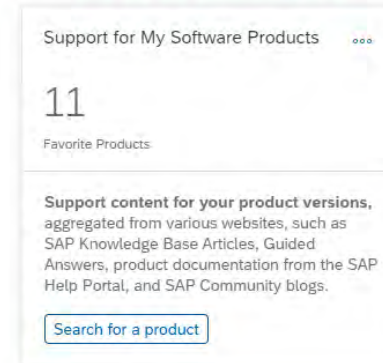 Support for My Software Products
11
Favorite Products
Support content for your product versions,
aggregated from various websites, such as
SAP Knowledge Base Articles, Guided
Answers, product documentation from the SAP
Help Portal, and SAP Community blogs.
Search for a product